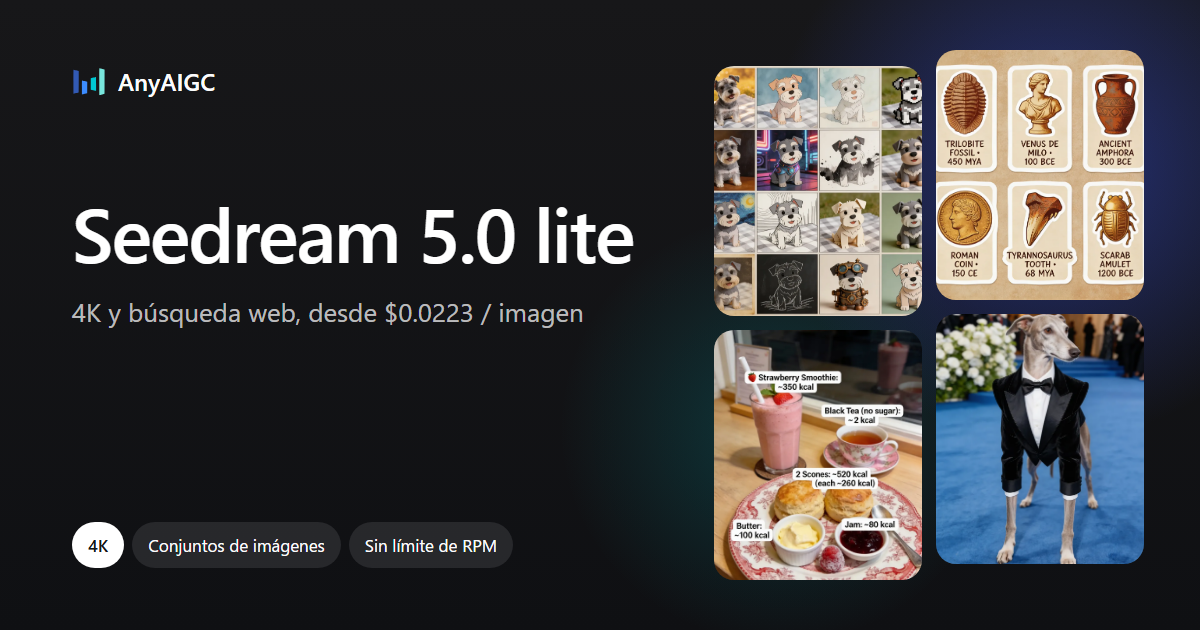 AnyAIGC
Seedream 5.0 lite
4K y búsqueda web, desde $0.0223 / imagen
4K
Conjuntos de imágenes
Sin límite de RPM
TRILOBITE
FOSSIL •
450 MYA
VENUS DE
MILO •
100 BCE
ANCIENT
AMPHORA
300 BCE
ROMAN
COIN •
150 CE
TYRANNOSAURUS
TOOTH •
68 MYA
SCARAB
AMULET
1200 BCE
Strawberry Smoothie:
~350 kcal
Black Tea (no sugar):
~2 kcal
2 Scones: ~520 kcal
(each ~260 kcal)
Butter:
~100 kcal
Jam: ~80 kcal